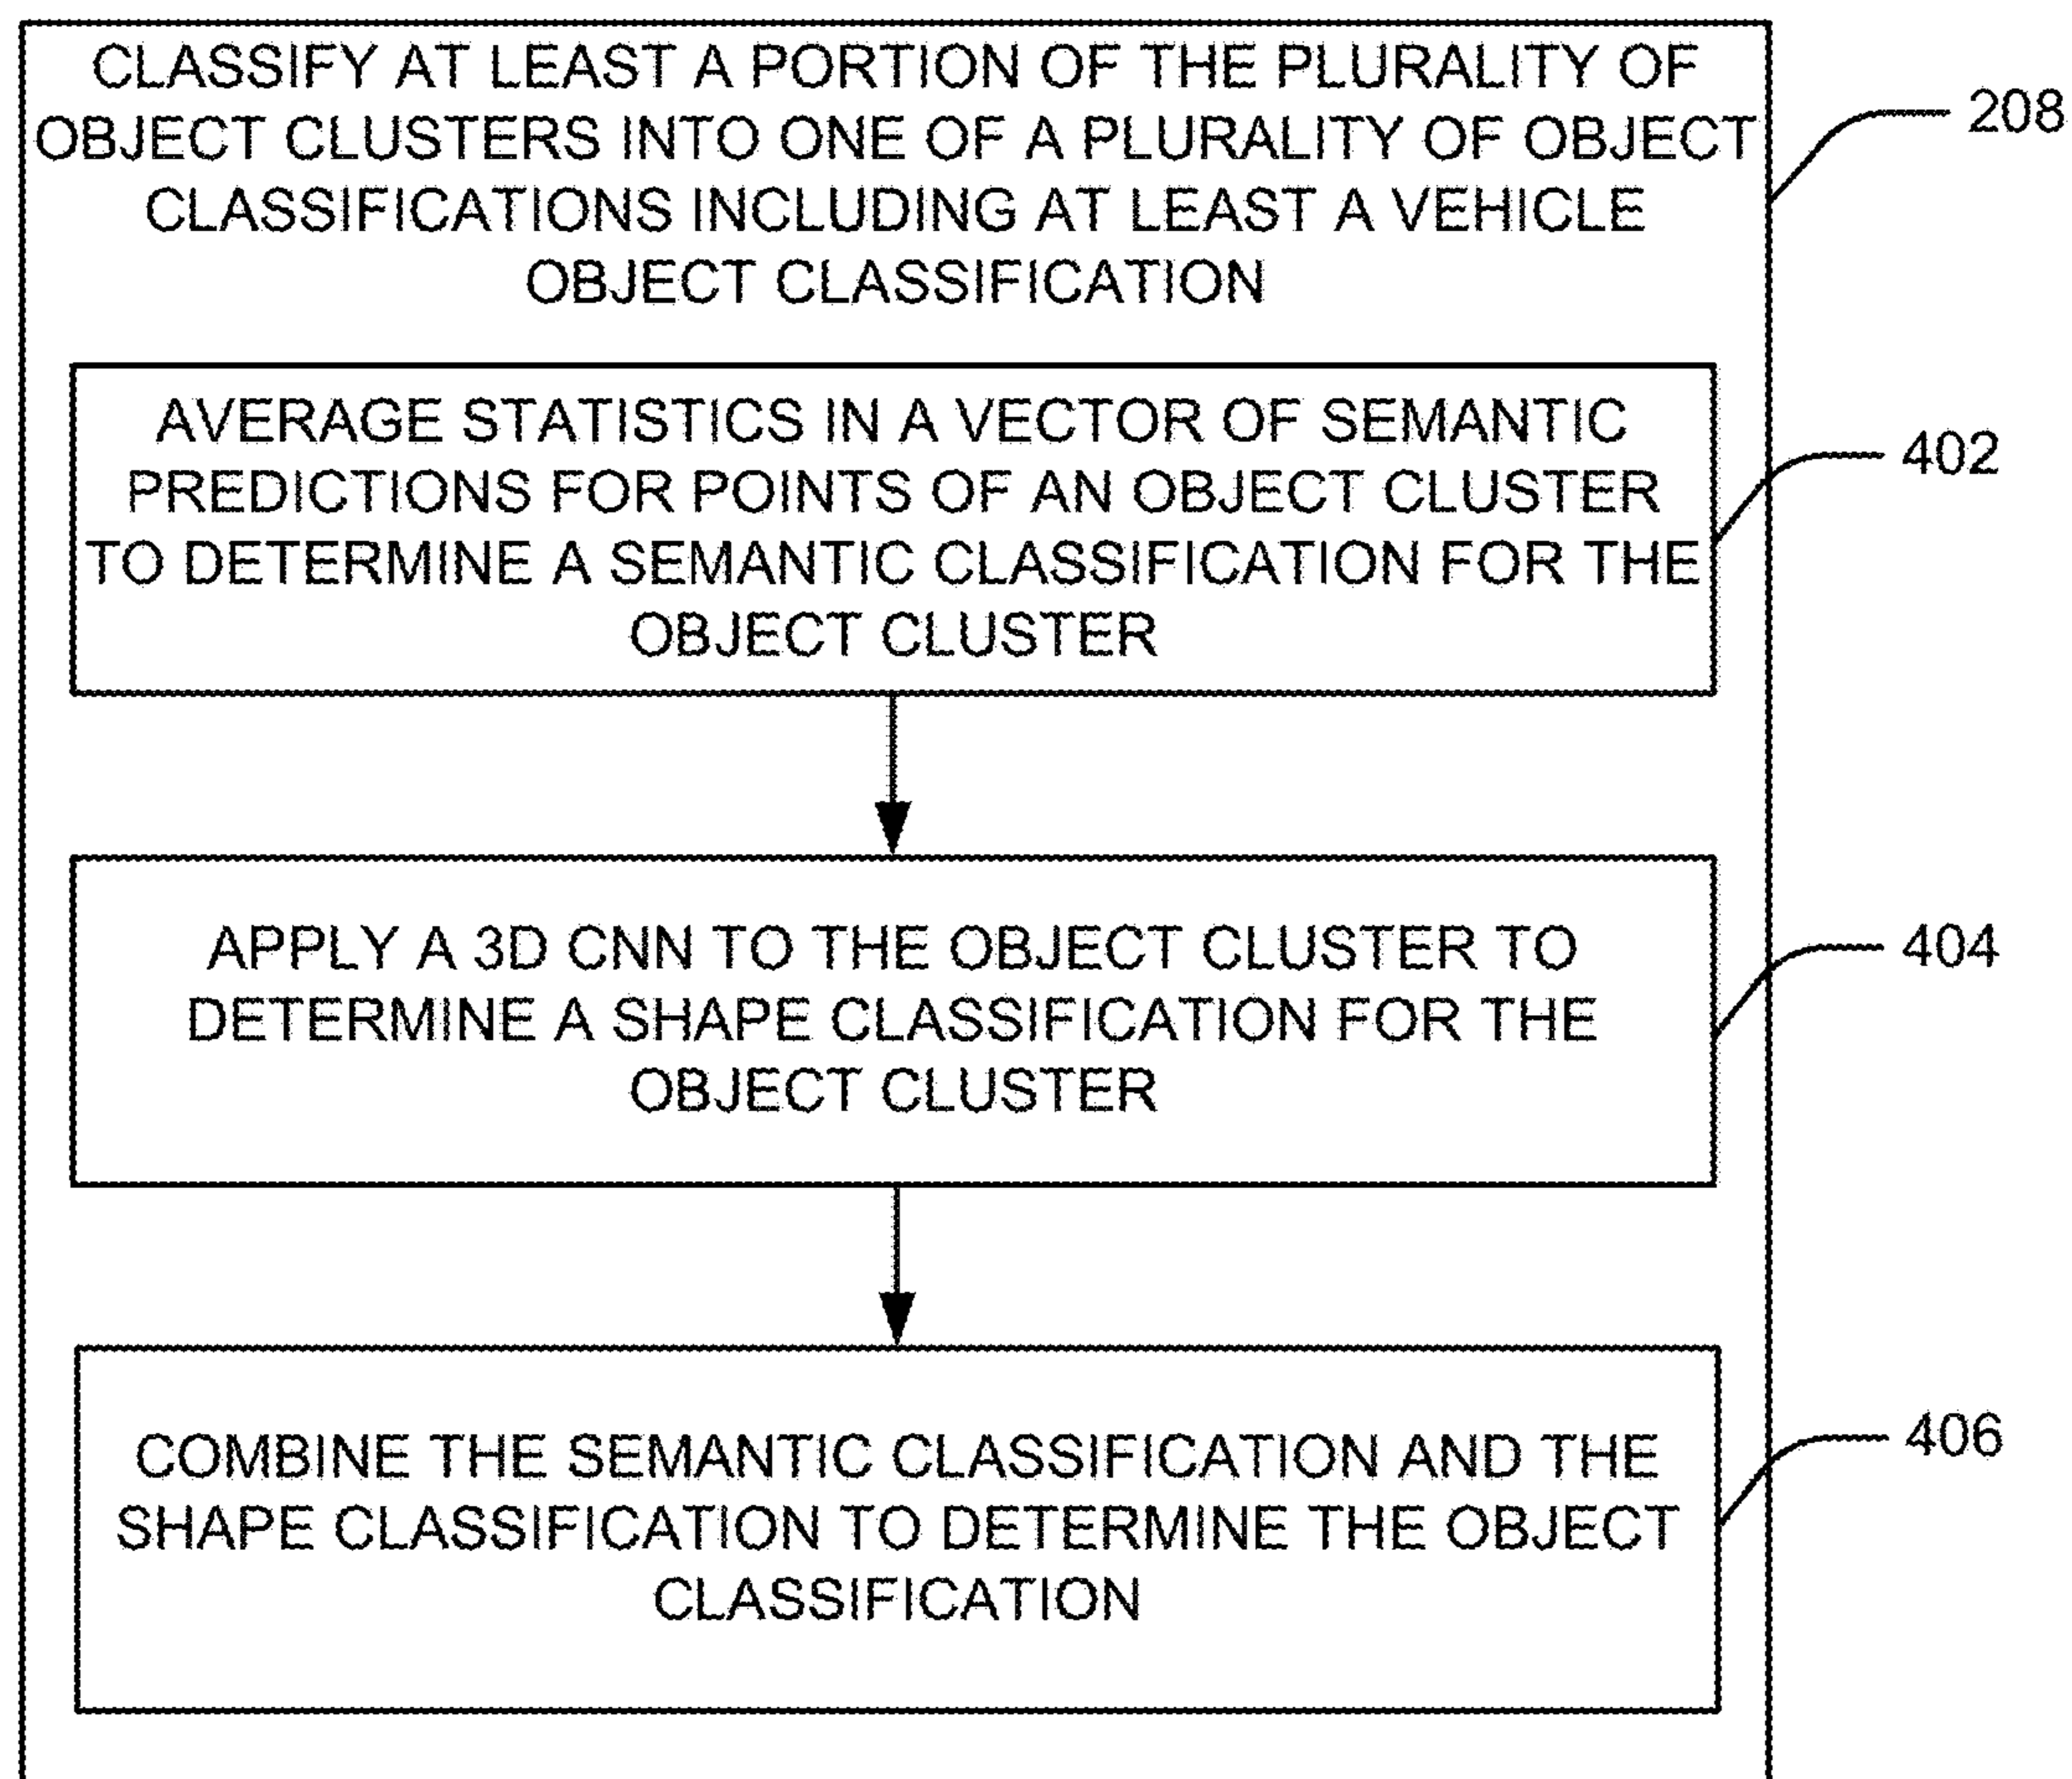 CLASSIFY AT LEAST A PORTION OF THE PLURALITY OF
OBJECT CLUSTERS INTO ONE OF A PLURALITY OF OBJECT
CLASSIFICATIONS INCLUDING AT LEAST A VEHICLE
OBJECT CLASSIFICATION
208
AVERAGE STATISTICS IN A VECTOR OF SEMANTIC
PREDICTIONS FOR POINTS OF AN OBJECT CLUSTER
TO DETERMINE A SEMANTIC CLASSIFICATION FOR THE
OBJECT CLUSTER
402
APPLY A 3D CNN TO THE OBJECT CLUSTER TO
DETERMINE A SHAPE CLASSIFICATION FOR THE
OBJECT CLUSTER
404
COMBINE THE SEMANTIC CLASSIFICATION AND THE
SHAPE CLASSIFICATION TO DETERMINE THE OBJECT
CLASSIFICATION
406